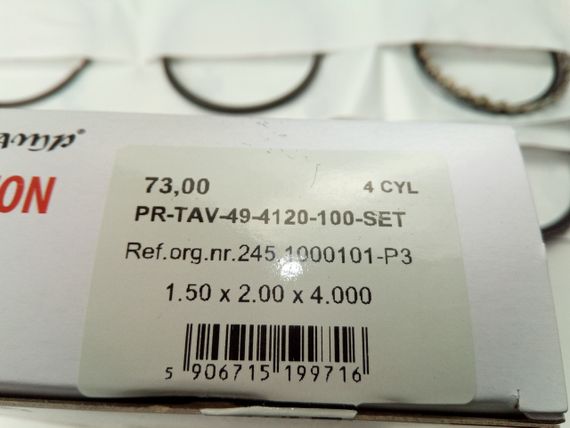 ON
73,00 4 CYL
PR-TAV-49-4120-100-SET
Ref.org.nr.245.1000101-P3
1.50 x 2.00 x 4.000
5 906715 199716